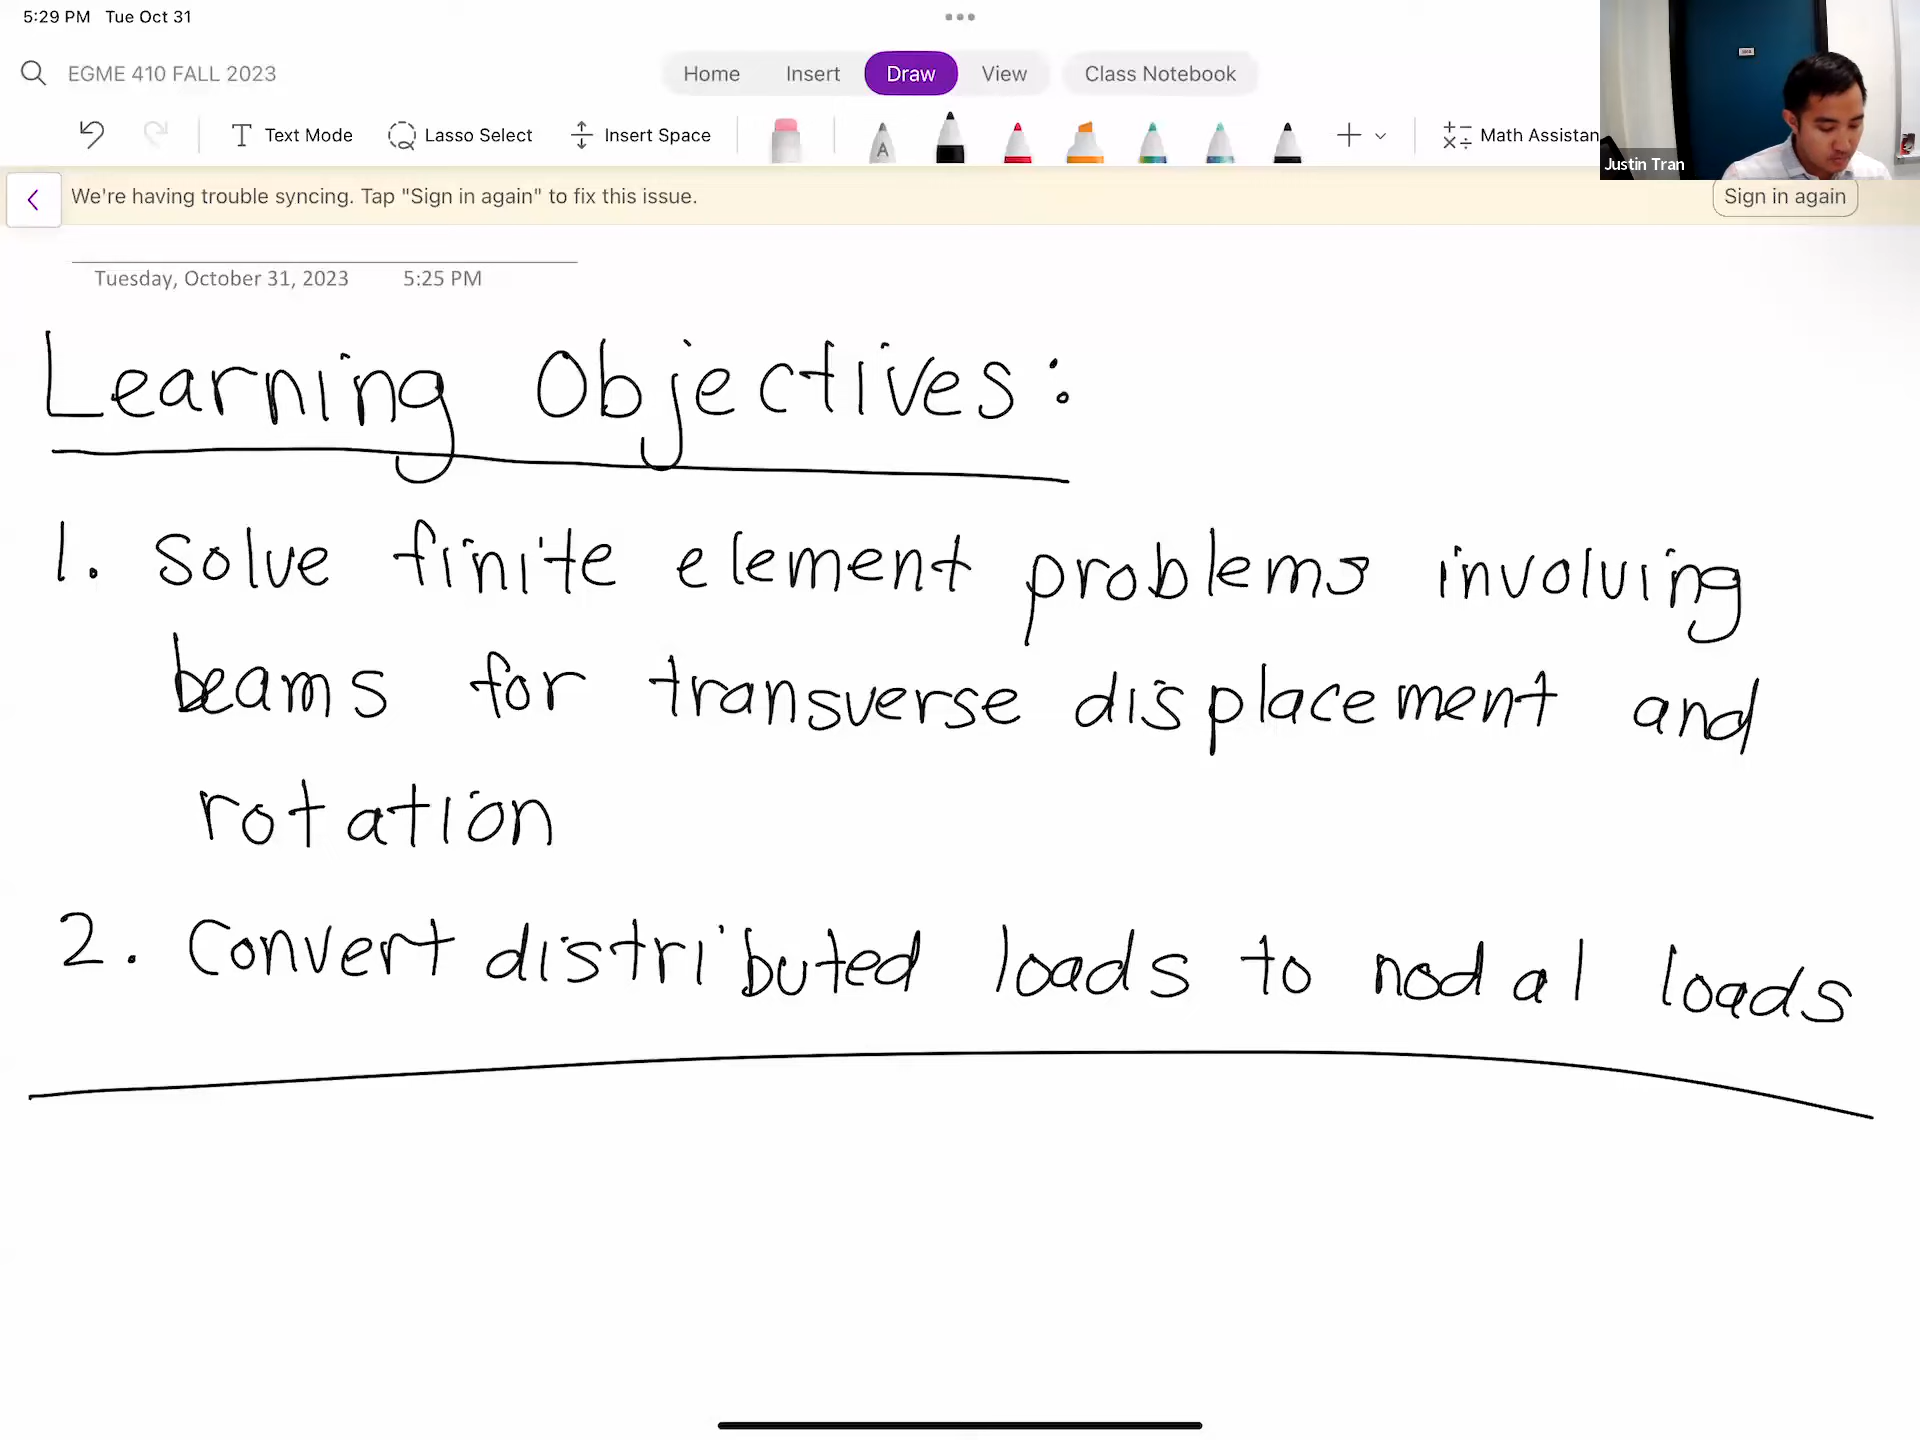 5:29 PM Tue Oct 31
EGME 410 FALL 2023
Home Insert Draw View Class Notebook
Text Mode Lasso Select Insert Space A Math Assistan
Justin Tran
We're having trouble syncing. Tap "Sign in again" to fix this issue.
Sign in again
Tuesday, October 31, 2023 5:25 PM
Learning Objectives:
1. Solve finite element problems involving
beams for transverse displacement and
rotation
2. Convert distributed loads to nodal loads